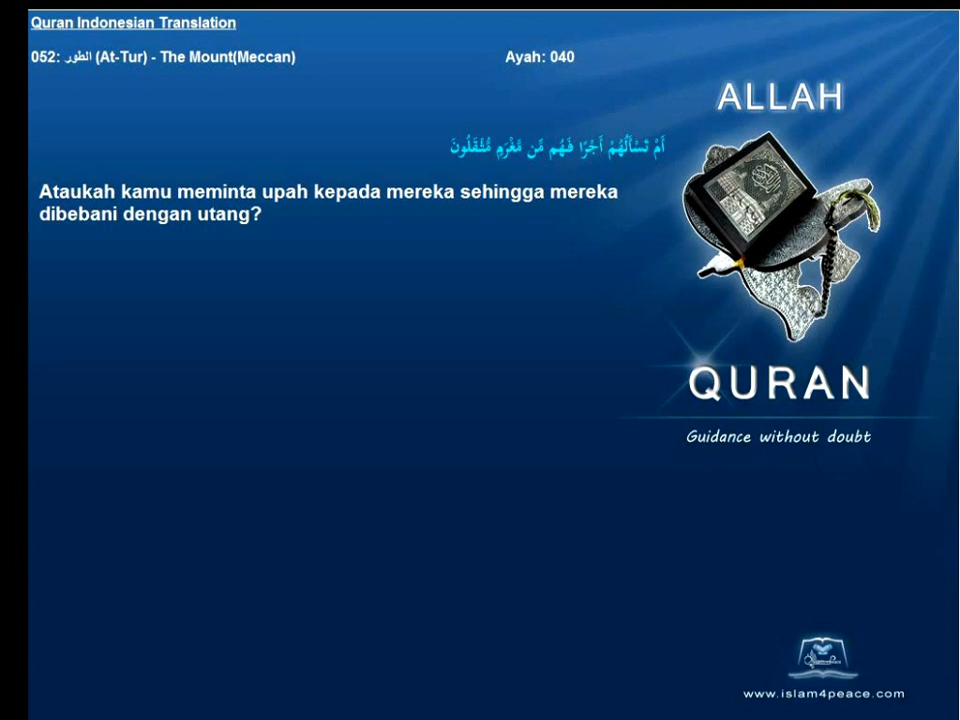 Quran Indonesian Translation
052: الطور (At-Tur) - The Mount(Meccan) Ayah: 040
ALLAH
أَمْ تَسْأَلُهُمْ أَجْرًا فَهُم مِّن مَّغْرَمٍ مُّثْقَلُونَ
Ataukah kamu meminta upah kepada mereka sehingga mereka
dibebani dengan utang?
QURAN
Guidance without doubt
www.islam4peace.com